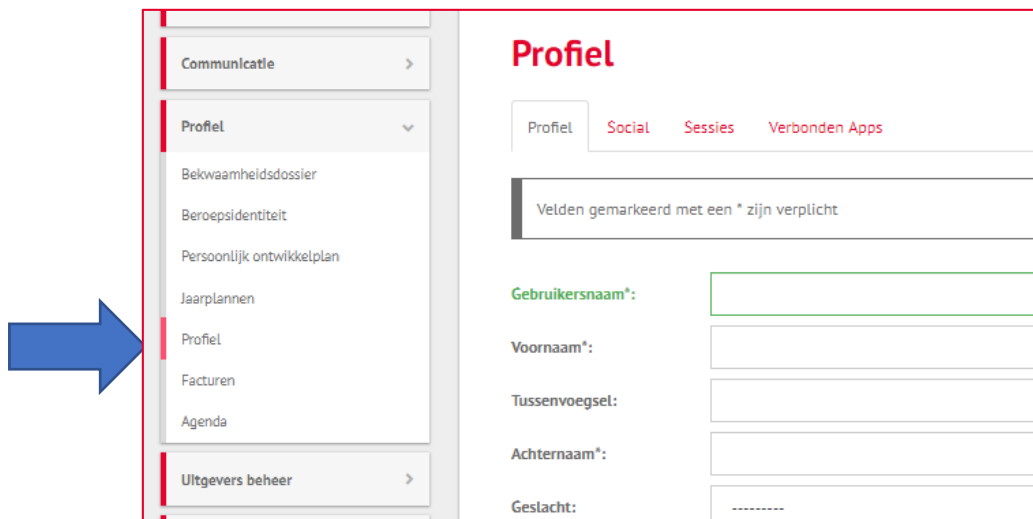 Communicatie
Profiel
Bekwaamheidsdossier
Beroepsidentiteit
Persoonlijk ontwikkelplan
Jaarplannen
Profiel
Facturen
Agenda
Uitgevers beheer
Profiel
Profiel Social Sessies Verbonden Apps
Velden gemarkeerd met een * zijn verplicht
Gebruikersnaam*:
Voornaam*:
Tussenvoegsel:
Achternaam*:
Geslacht: ---------